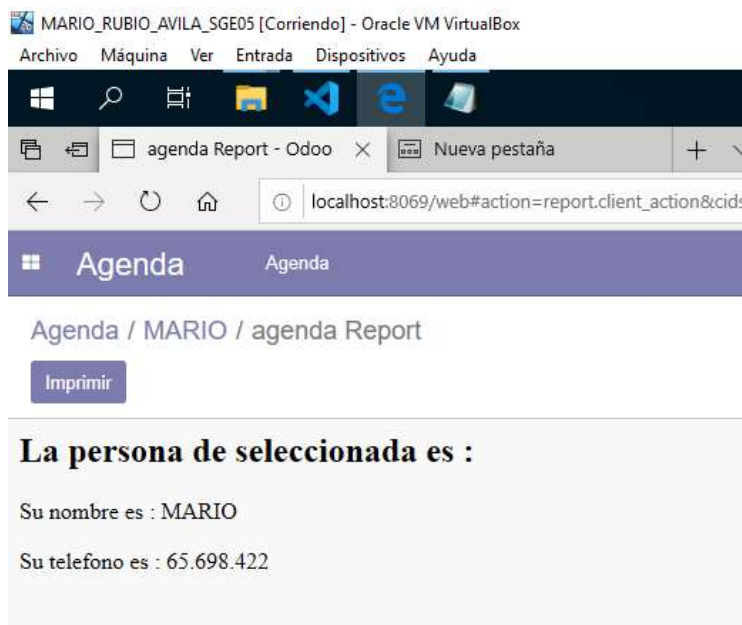 MARIO_RUBIO_AVILA_SGE05 [Corriendo] - Oracle VM VirtualBox
Archivo Máquina Ver Entrada Dispositivos Ayuda
agenda Report - Odoo Nueva pestaña
localhost:8069/web#action=report.client_action&cids
Agenda Agenda
Agenda / MARIO / agenda Report
Imprimir
La persona de seleccionada es :
Su nombre es : MARIO
Su telefono es : 65.698.422